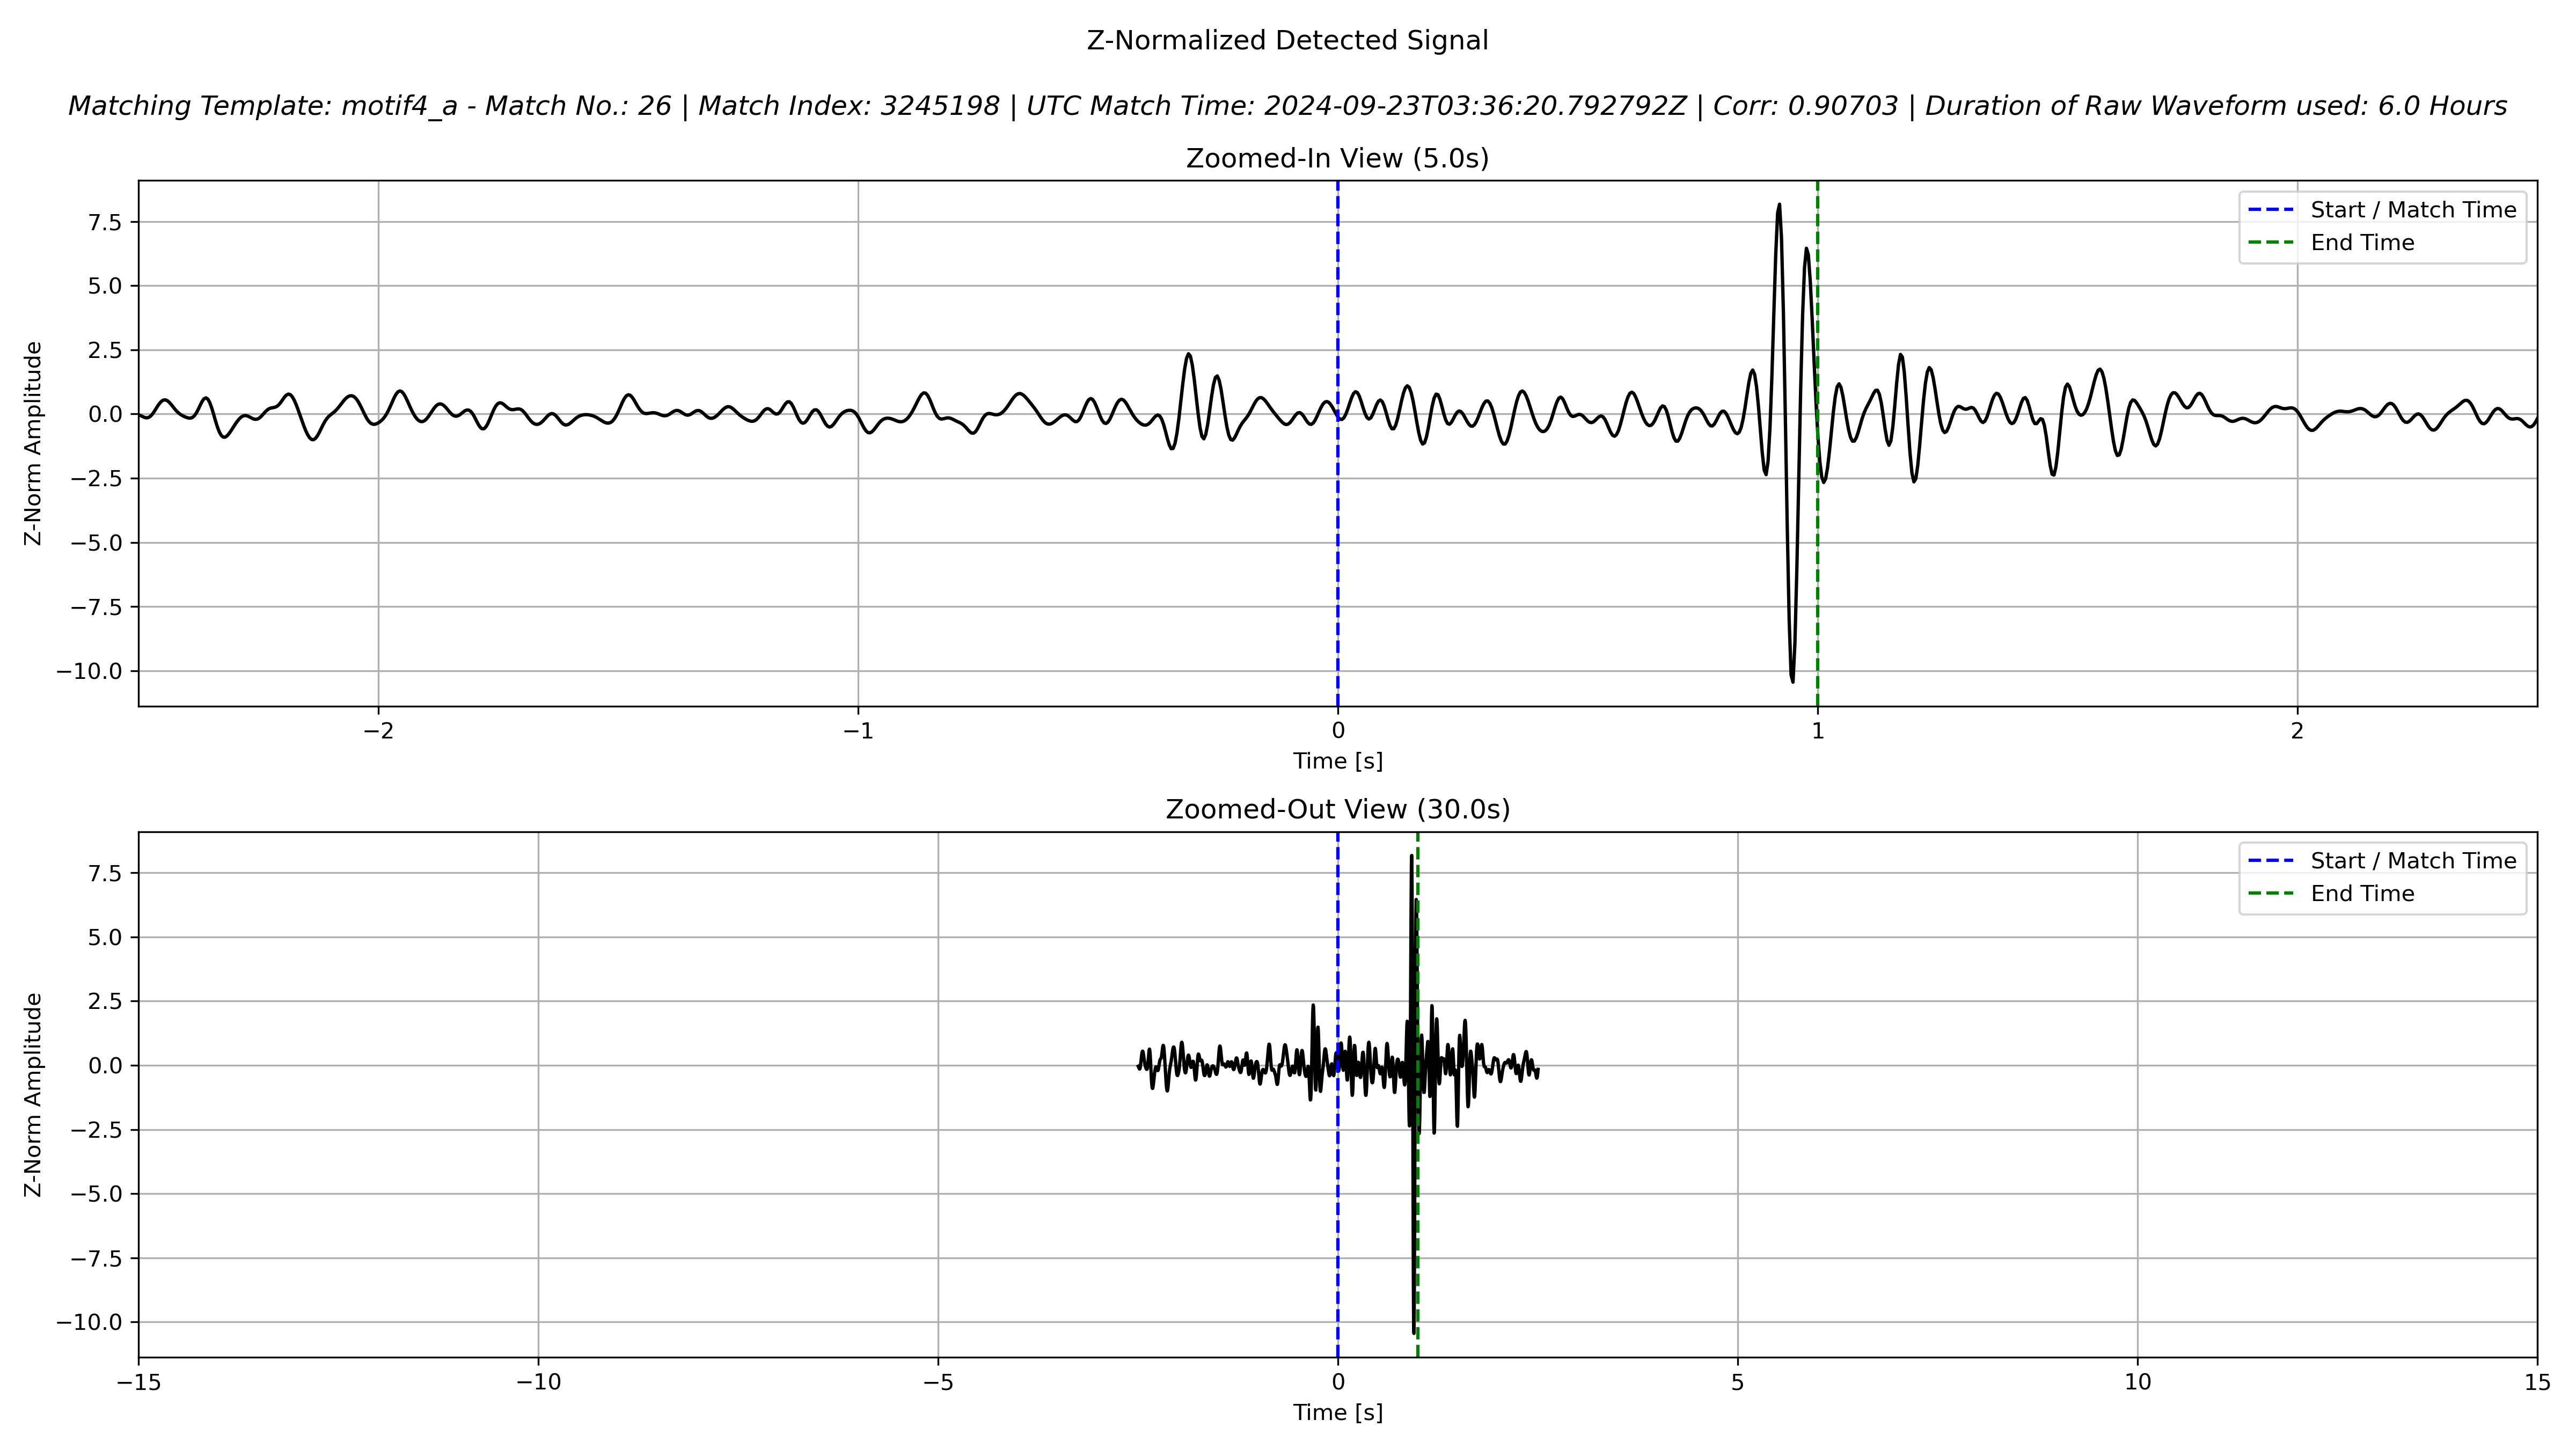 Z-Normalized Detected Signal
Matching Template: motif4_a - Match No.: 26 | Match Index: 3245198 | UTC Match Time: 2024-09-23T03:36:20.792792Z | Corr: 0.90703 | Duration of Raw Waveform used: 6.0 Hours
Zoomed-In View (5.0s)
Z-Norm Amplitude
7.5
5.0
2.5
0.0
−2.5
−5.0
−7.5
−10.0
Start / Match Time
End Time
−2
−1
0
1
2
Time [s]
Zoomed-Out View (30.0s)
Z-Norm Amplitude
7.5
5.0
2.5
0.0
−2.5
−5.0
−7.5
−10.0
Start / Match Time
End Time
−15
−10
−5
0
5
10
15
Time [s]